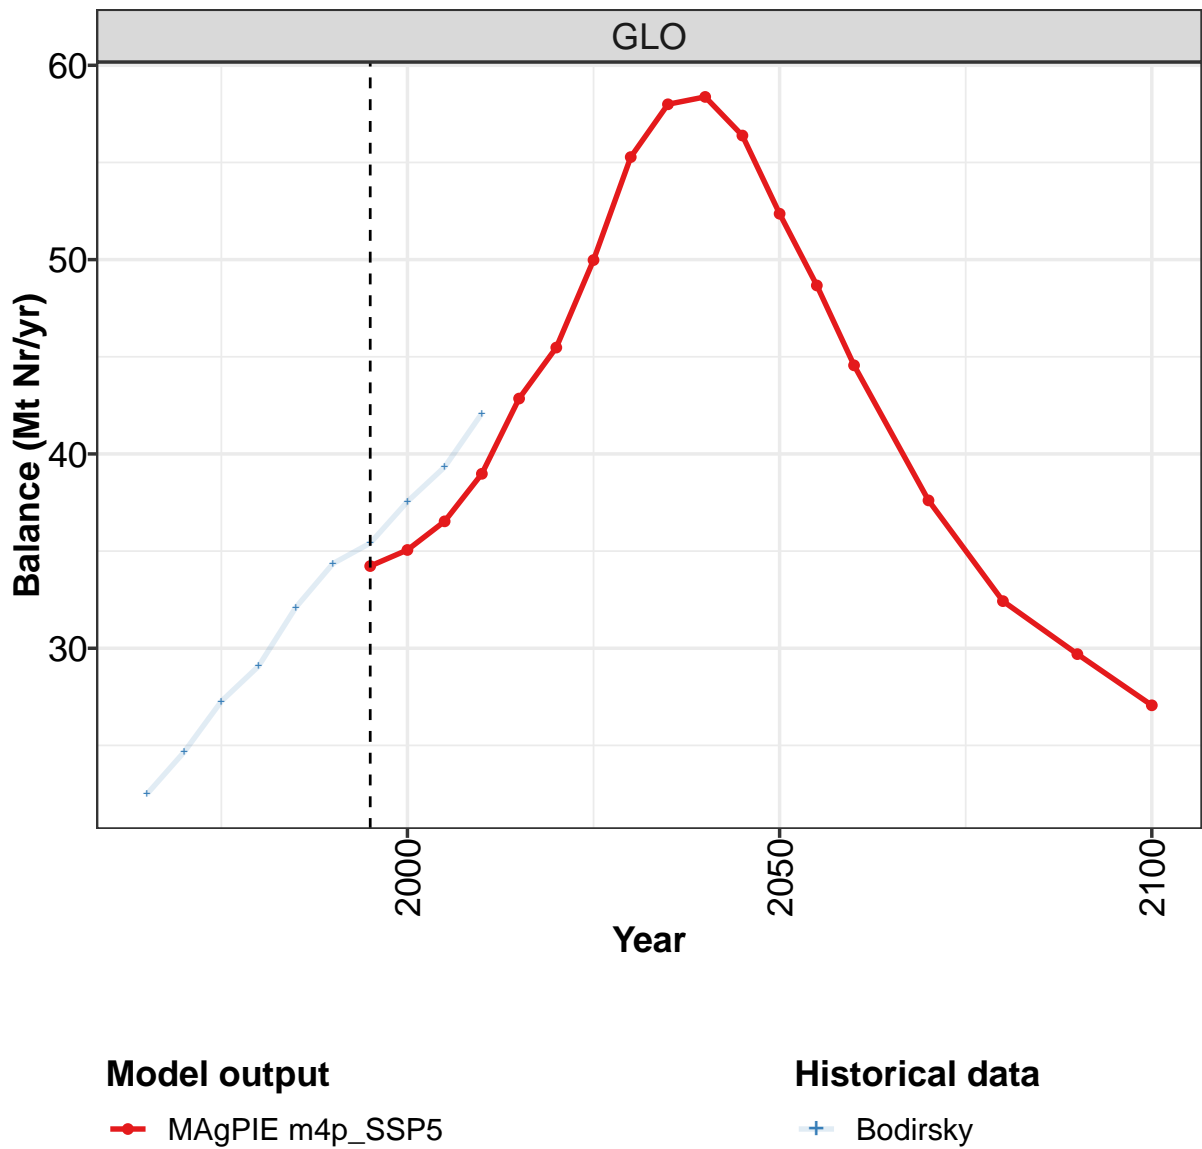 GLO
60
50
40
30
Balance (Mt Nr/yr)
2000
2050
2100
Year
Model output
MAgPIE m4p_SSP5
Historical data
Bodirsky